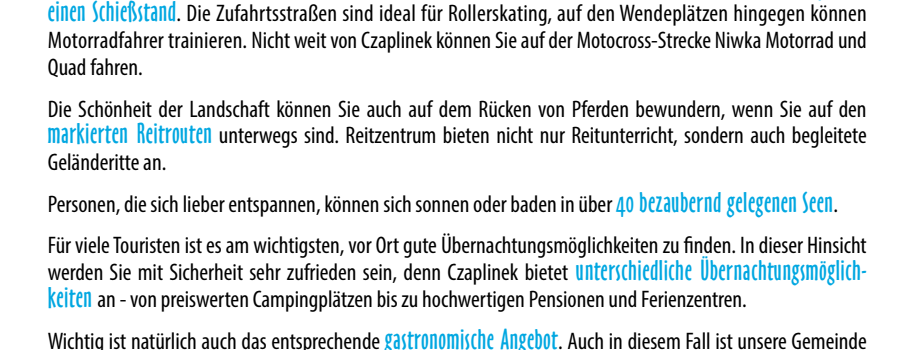 einen Schießstand. Die Zufahrtsstraßen sind ideal für Rollerskating, auf den Wendeplätzen hingegen können
Motorradfahrer trainieren. Nicht weit von Czaplinek können Sie auf der Motocross-Strecke Niwka Motorrad und
Quad fahren.
Die Schönheit der Landschaft können Sie auch auf dem Rücken von Pferden bewundern, wenn Sie auf den
markierten Reitrouten unterwegs sind. Reitzentrum bieten nicht nur Reitunterricht, sondern auch begleitete
Geländeritte an.
Personen, die sich lieber entspannen, können sich sonnen oder baden in über 40 bezaubernd gelegenen Seen.
Für viele Touristen ist es am wichtigsten, vor Ort gute Übernachtungsmöglichkeiten zu finden. In dieser Hinsicht
werden Sie mit Sicherheit sehr zufrieden sein, denn Czaplinek bietet unterschiedliche Übernachtungsmöglich-
keiten an - von preiswerten Campingplätzen bis zu hochwertigen Pensionen und Ferienzentren.
Wichtig ist natürlich auch das entsprechende gastronomische Angebot. Auch in diesem Fall ist unsere Gemeinde